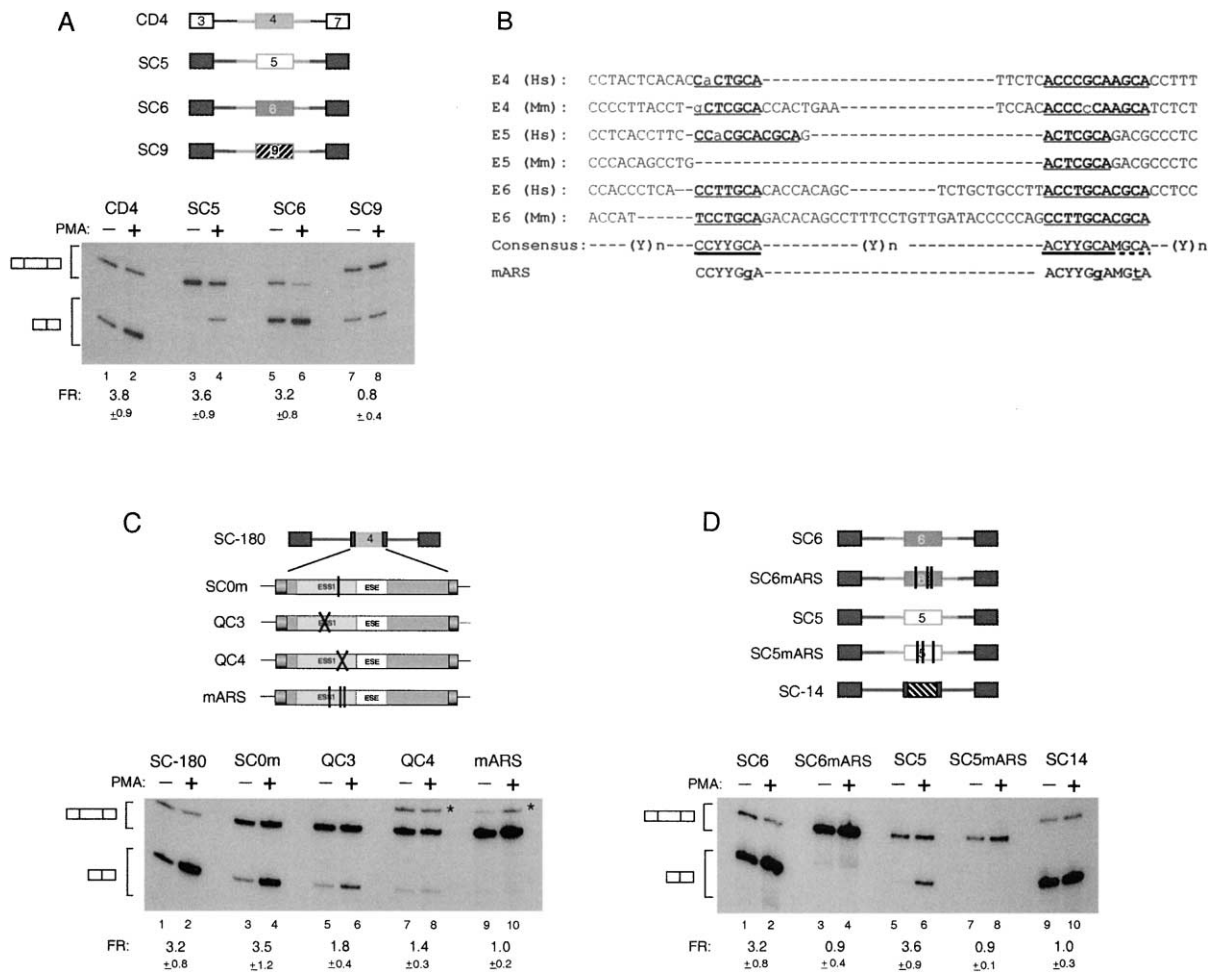 A
CD4 3 4 7
SC5 5
SC6 6
SC9 9
CD4 SC5 SC6 SC9
PMA: − + − + − + − +
1 2 3 4 5 6 7 8
FR: 3.8 3.6 3.2 0.8
±0.9 ±0.9 ±0.8 ±0.4
B
E4 (Hs): CCTACTCACACCaCTGCA------------------------TTCTCACCCGCAAGCACCTTT
E4 (Mm): CCCCTTACCT-gCTCGCACCACTGAA----------------TCCACACCCcCAAGCATCTCT
E5 (Hs): CCTCACCTTC-CCaCGCACGCAG------------------------ACTCGCAGACGCCCTC
E5 (Mm): CCCACAGCCTG-----------------------------------ACTCGCAGACGCCCTC
E6 (Hs): CCACCCTCA--CCTTGCACACCACAGC---------TCTGCTGCCTTACCTGCACGCACCTCC
E6 (Mm): ACCAT------TCCTGCAGACACAGCCTTTCCTGTTGATACCCCCAGCCTTGCACGCA
Consensus:----(Y)n ---CCYYGCA----------(Y)n -------------ACYYGCAMGCA--(Y)n
mARS CCYYGgA------------------------------ACYYGgAMGtA
C
SC-180 4
SC0m ESS1 ESE
QC3 ESS1 ESE
QC4 ESS1 ESE
mARS ESS1 ESE
SC-180 SC0m QC3 QC4 mARS
PMA: − + − + − + − + − +
* *
1 2 3 4 5 6 7 8 9 10
FR: 3.2 3.5 1.8 1.4 1.0
±0.8 ±1.2 ±0.4 ±0.3 ±0.2
D
SC6 6
SC6mARS
SC5 5
SC5mARS 5
SC-14
SC6 SC6mARS SC5 SC5mARS SC14
PMA: − + − + − + − + − +
1 2 3 4 5 6 7 8 9 10
FR: 3.2 0.9 3.6 0.9 1.0
±0.8 ±0.4 ±0.9 ±0.1 ±0.3